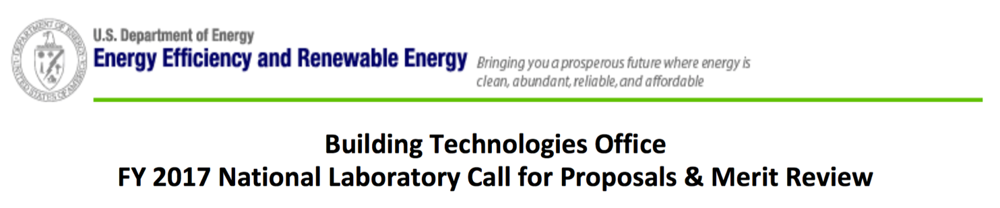 DEPARTMENT OF ENERGY
UNITED STATES OF AMERICA
U.S. Department of Energy
Energy Efficiency and Renewable Energy
Bringing you a prosperous future where energy is
clean, abundant, reliable, and affordable
Building Technologies Office
FY 2017 National Laboratory Call for Proposals & Merit Review